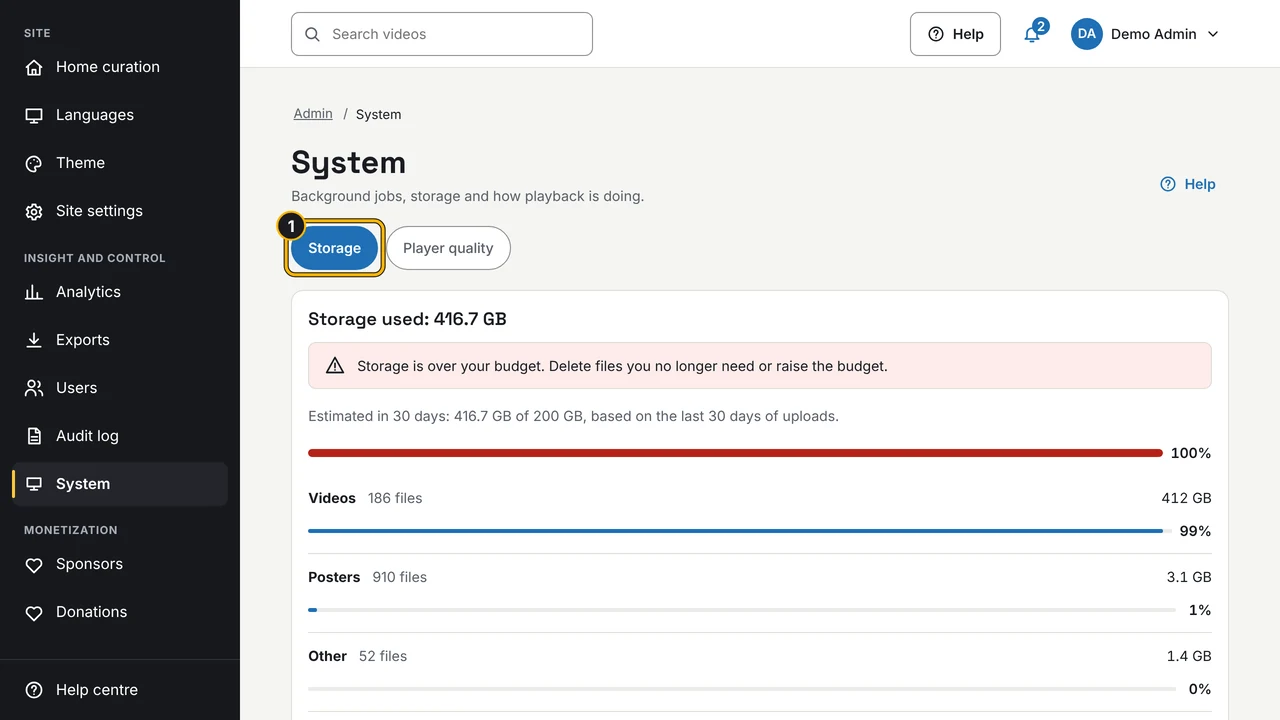 SITE
Home curation
Languages
Theme
Site settings
INSIGHT AND CONTROL
Analytics
Exports
Users
Audit log
System
MONETIZATION
Sponsors
Donations
Help centre
Search videos
Help
2
DA
Demo Admin
Admin / System
System
Background jobs, storage and how playback is doing.
Help
1
Storage
Player quality
Storage used: 416.7 GB
Storage is over your budget. Delete files you no longer need or raise the budget.
Estimated in 30 days: 416.7 GB of 200 GB, based on the last 30 days of uploads.
100%
Videos 186 files 412 GB
99%
Posters 910 files 3.1 GB
1%
Other 52 files 1.4 GB
0%